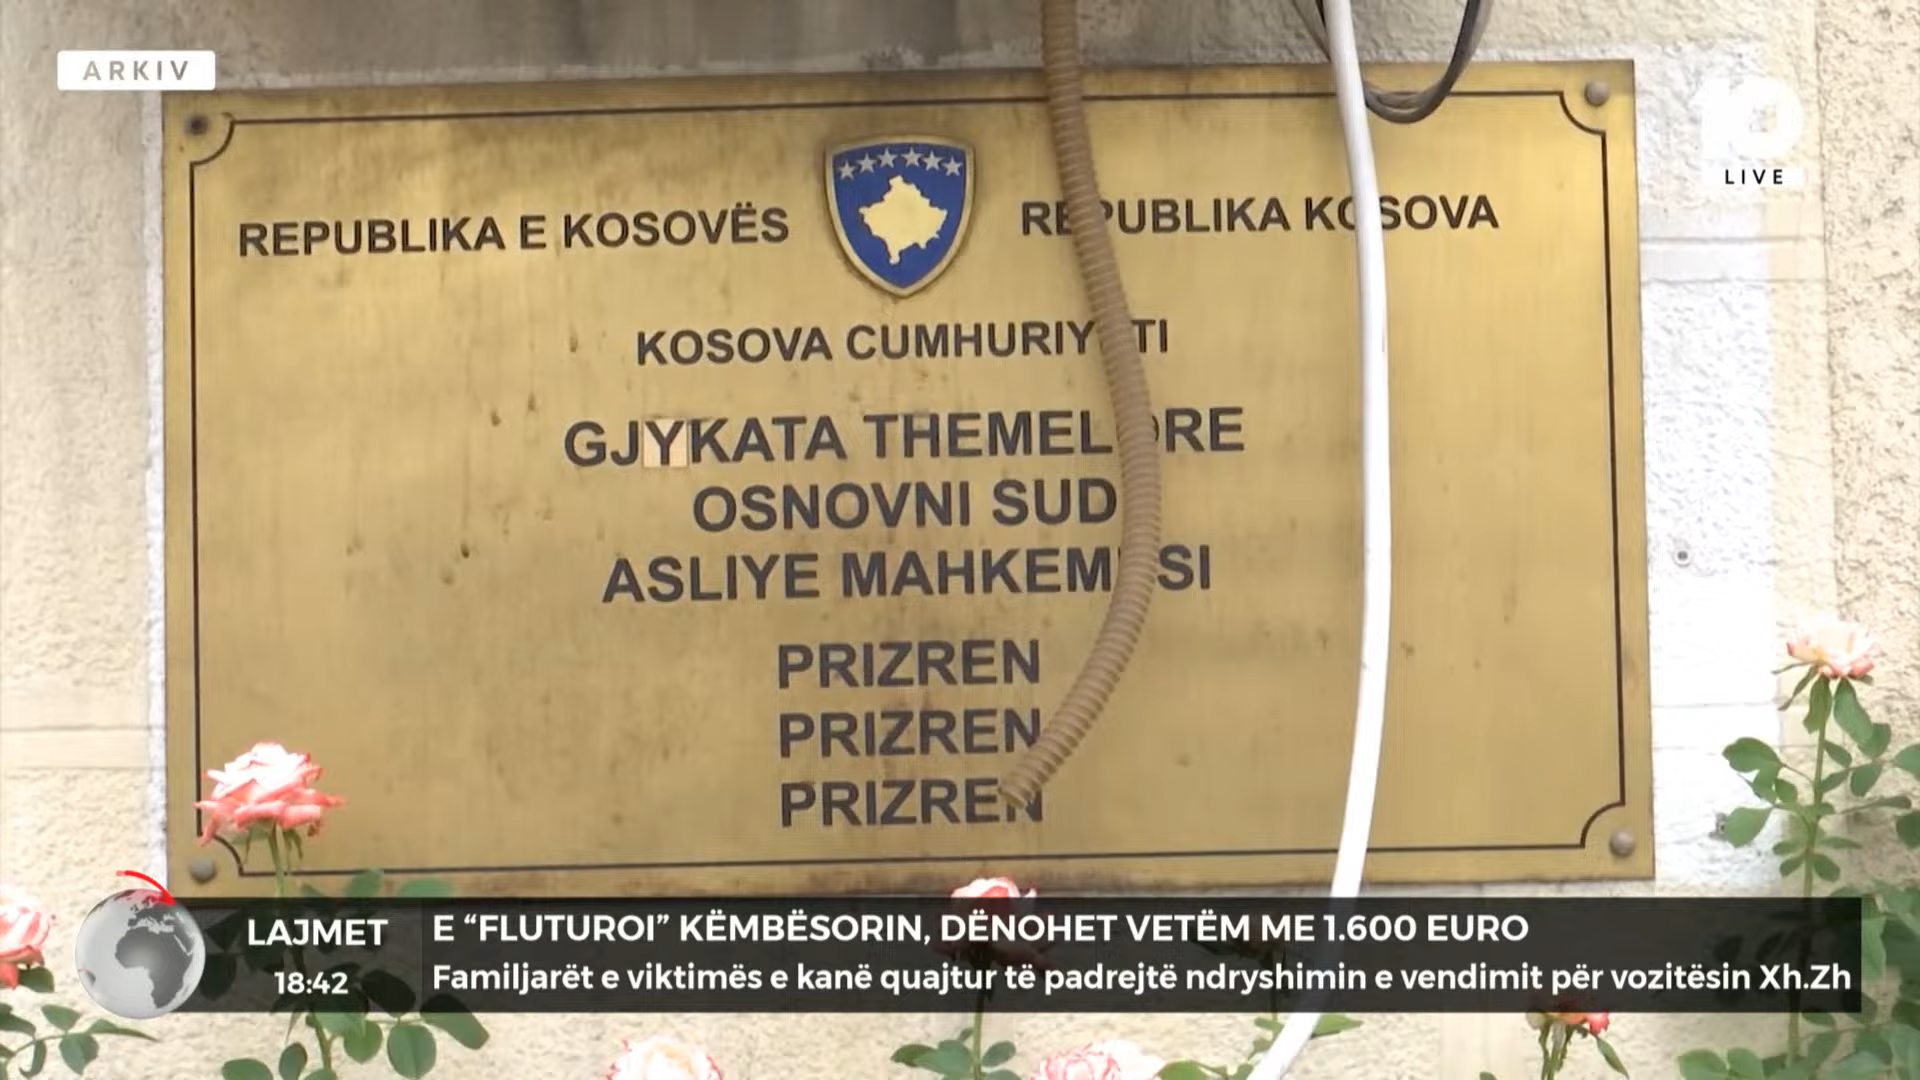 ARKIV
10
LIVE
REPUBLIKA E KOSOVËS
REPUBLIKA KOSOVA
KOSOVA CUMHURIYETI
GJYKATA THEMELORE
OSNOVNI SUD
ASLIYE MAHKEMESI
PRIZREN
PRIZREN
PRIZREN
LAJMET
18:42
E “FLUTUROI” KËMBËSORIN, DËNOHET VETËM ME 1.600 EURO
Familjarët e viktimës e kanë quajtur të padrejtë ndryshimin e vendimit për vozitësin Xh.Zh